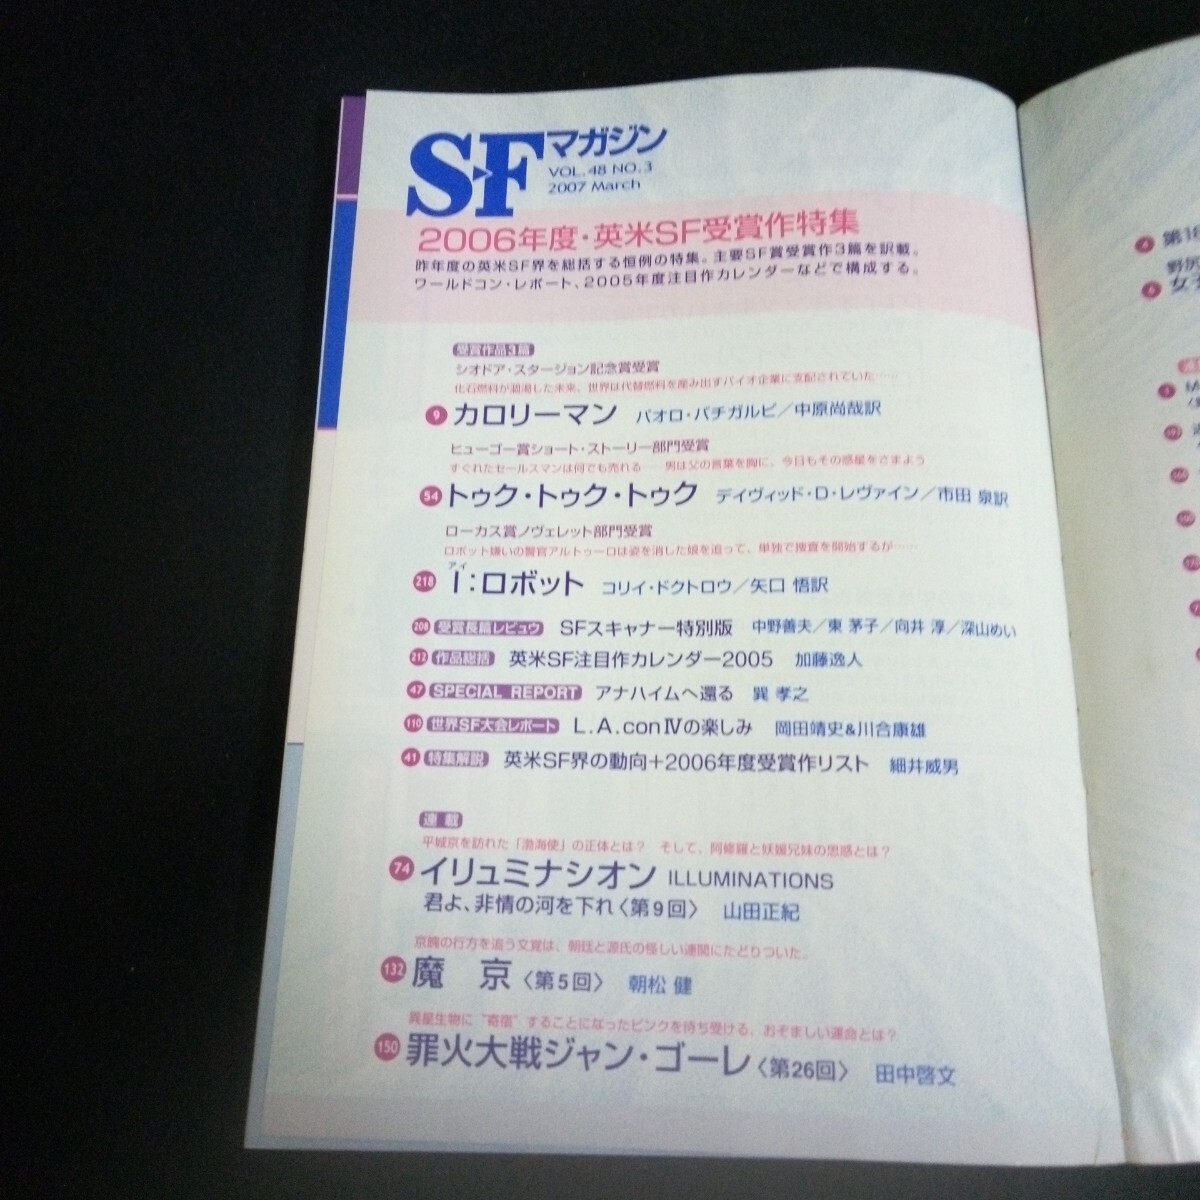 SFマガジン
VOL.48 NO.3
2007 March
2006年度・英米SF受賞作特集
昨年度の英米SF界を総括する恒例の特集。主要SF賞受賞作3篇を訳載。
ワールドコン・レポート、2005年度注目作カレンダーなどで構成する。
受賞作品3篇
シオドア・スタージョン記念賞受賞
化石燃料が涸渇した未来、世界は代替燃料を産み出すバイオ企業に支配されていた……
9 カロリーマン パオロ・バチガルピ／中原尚哉訳
ヒューゴー賞ショート・ストーリー部門受賞
すぐれたセールスマンは何でも売れる——男は父の言葉を胸に、今日もその惑星をさまよう
54 トゥク・トゥク・トゥク デイヴィッド・D・レヴァイン／市田 泉訳
ローカス賞ノヴェレット部門受賞
ロボット嫌いの警官アルトゥーロは姿を消した娘を追って、単独で捜査を開始するが……
アイ
218 I：ロボット コリイ・ドクトロウ／矢口 悟訳
208 受賞長篇レビュウ SFスキャナー特別版 中野善夫／東 茅子／向井 淳／深山めい
212 作品総括 英米SF注目作カレンダー2005 加藤逸人
47 SPECIAL REPORT アナハイムへ還る 巽 孝之
110 世界SF大会レポート L.A.conⅣの楽しみ 岡田靖史&川合康雄
41 特集解説 英米SF界の動向+2006年度受賞作リスト 細井威男
連載
平城京を訪れた「渤海使」の正体とは？ そして、阿修羅と妖媛兄妹の思惑とは？
74 イリュミナシオン ILLUMINATIONS
君よ、非情の河を下れ〈第9回〉 山田正紀
京魄の行方を追う文覚は、朝廷と源氏の怪しい連関にたどりついた。
132 魔京〈第5回〉 朝松 健
異星生物に“寄宿”することになったピンクを待ち受ける、おぞましい運命とは？
150 罪火大戦ジャン・ゴーレ〈第26回〉 田中啓文
4 第18
野尻
6 女子